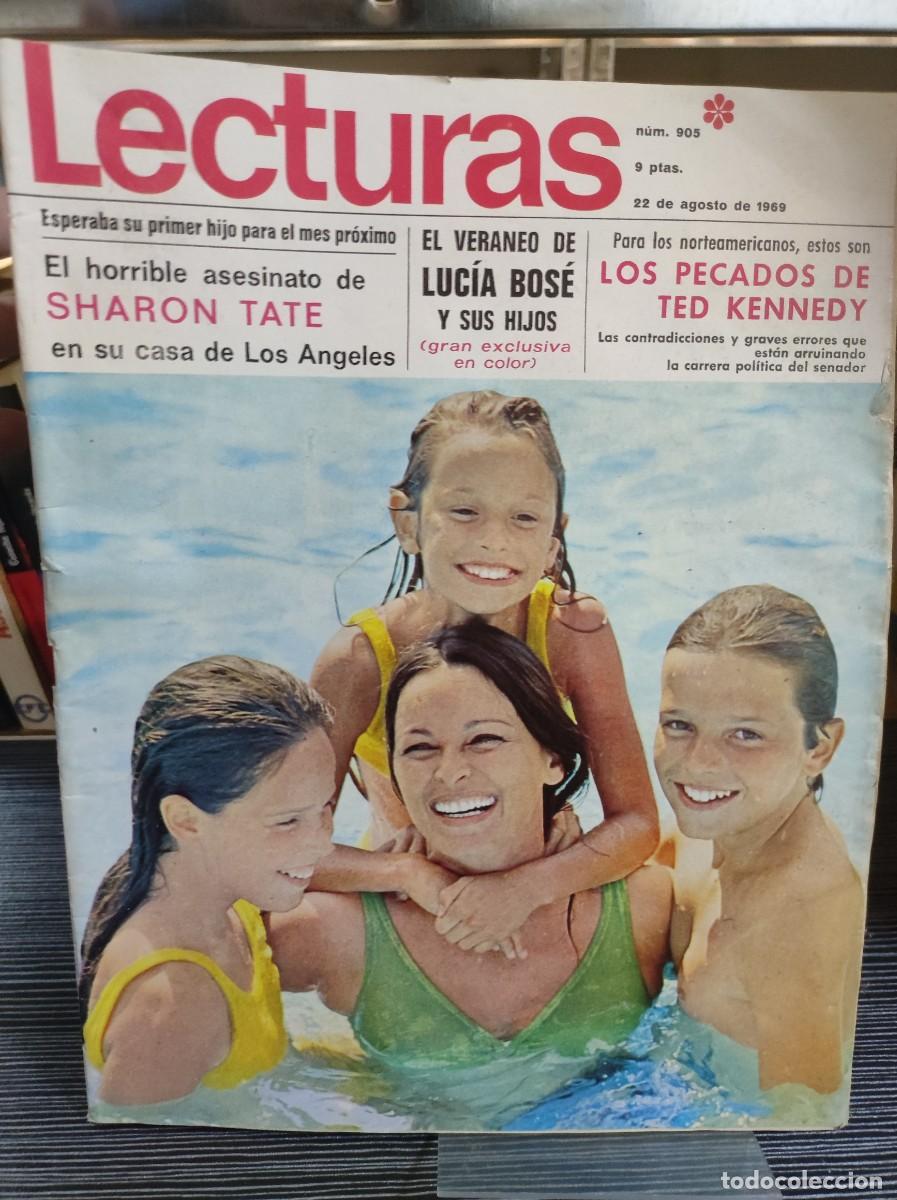 Lecturas
núm. 905
9 ptas.
22 de agosto de 1969
Esperaba su primer hijo para el mes próximo
El horrible asesinato de
SHARON TATE
en su casa de Los Angeles
EL VERANEO DE
LUCÍA BOSÉ
Y SUS HIJOS
(gran exclusiva
en color)
Para los norteamericanos, estos son
LOS PECADOS DE
TED KENNEDY
Las contradicciones y graves errores que
están arruinando
la carrera política del senador
todocoleccion